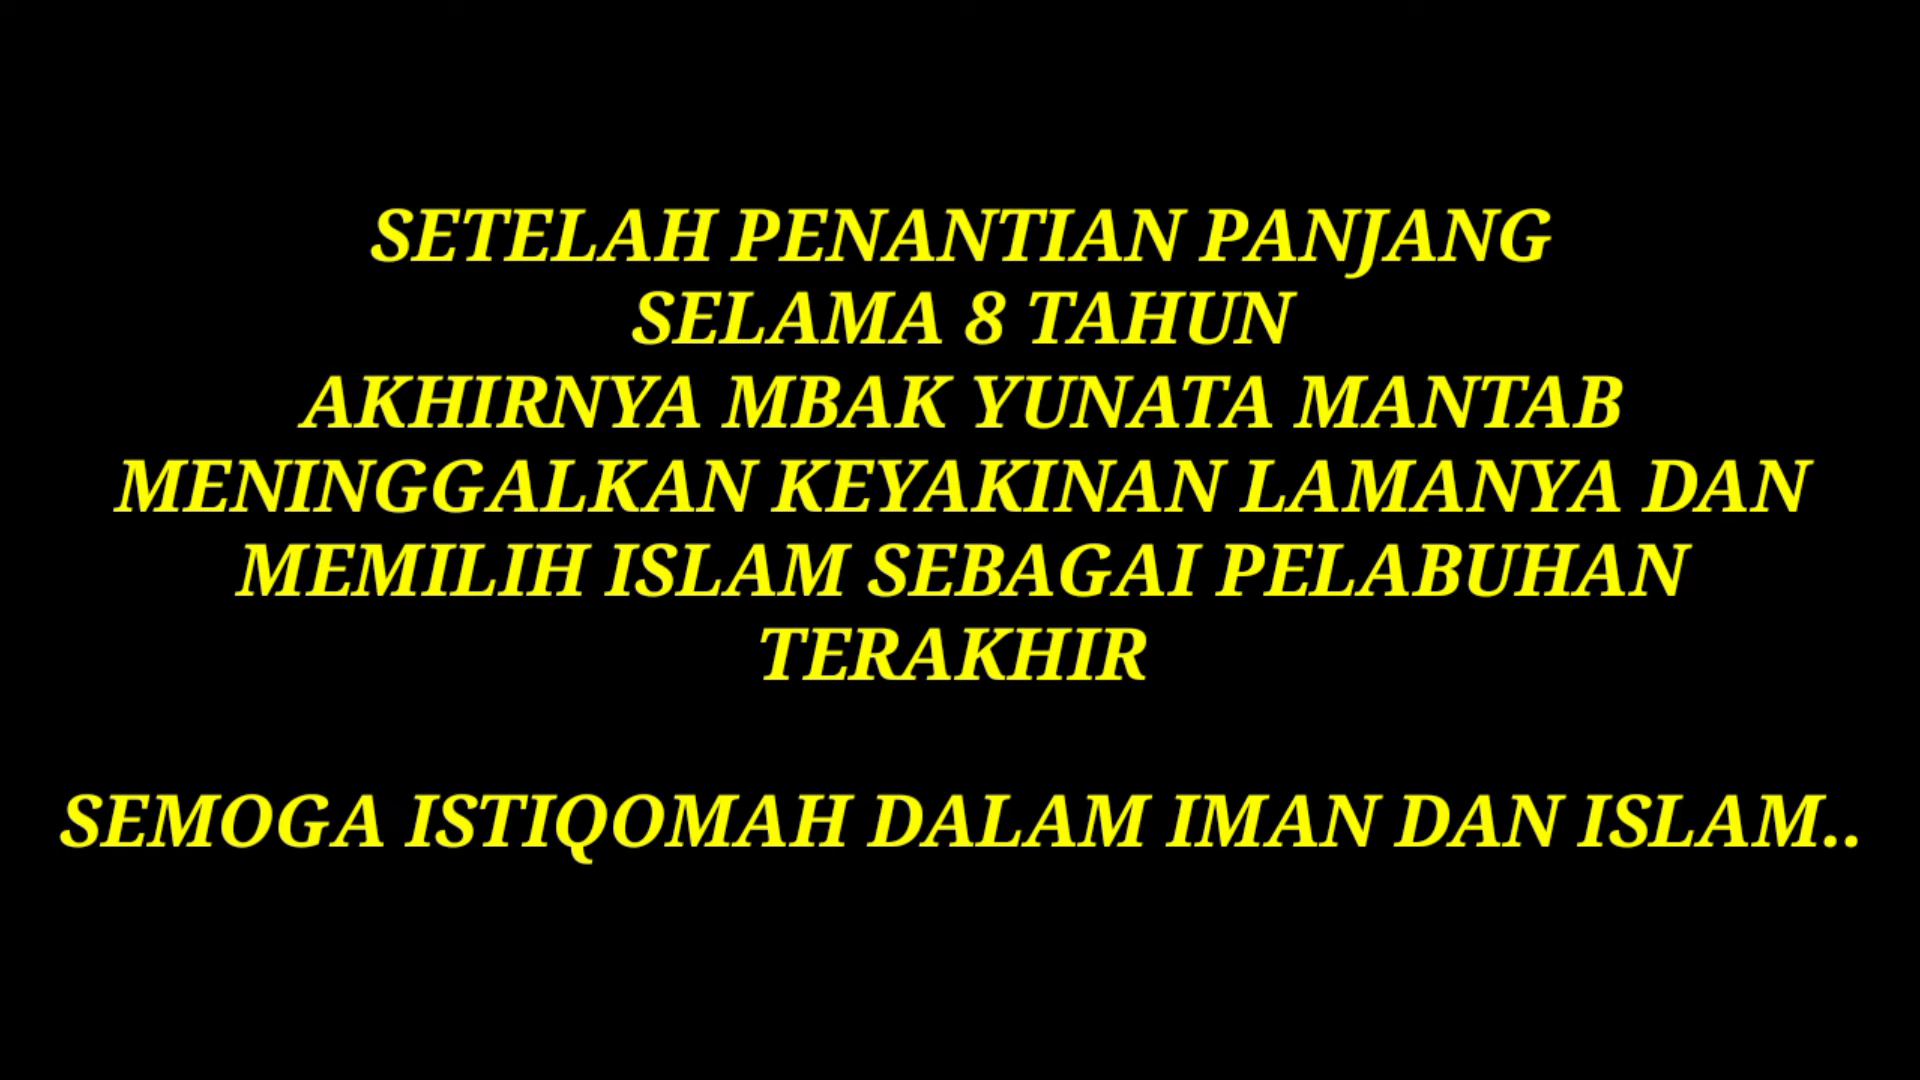 SETELAH PENANTIAN PANJANG
SELAMA 8 TAHUN
AKHIRNYA MBAK YUNATA MANTAB
MENINGGALKAN KEYAKINAN LAMANYA DAN
MEMILIH ISLAM SEBAGAI PELABUHAN
TERAKHIR
SEMOGA ISTIQOMAH DALAM IMAN DAN ISLAM..